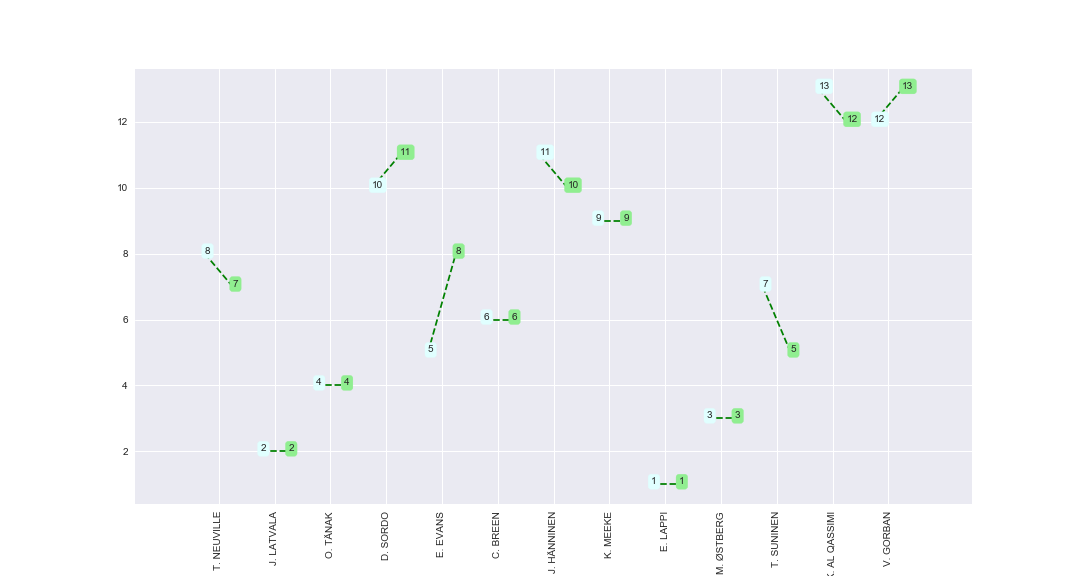 13 13
12 12 12
11 11
10 10 10
9 9
8 8 8
7 7
6 6 6
5 5
4 4 4
3 3
2 2 2
1 1
T. NEUVILLE
J. LATVALA
O. TÄNAK
D. SORDO
E. EVANS
C. BREEN
J. HÄNNINEN
K. MEEKE
E. LAPPI
M. ØSTBERG
T. SUNINEN
AL QASSIMI
V. GORBAN